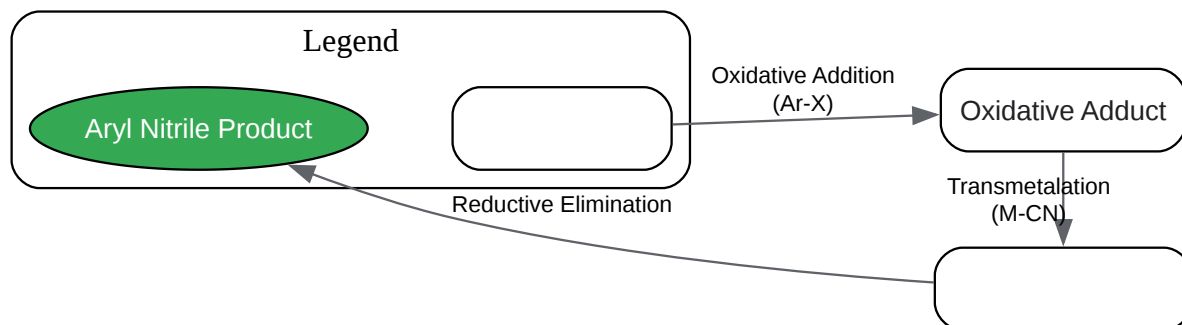 Legend
Aryl Nitrile Product
Oxidative Addition
(Ar-X)
Oxidative Adduct
Transmetalation
(M-CN)
Reductive Elimination